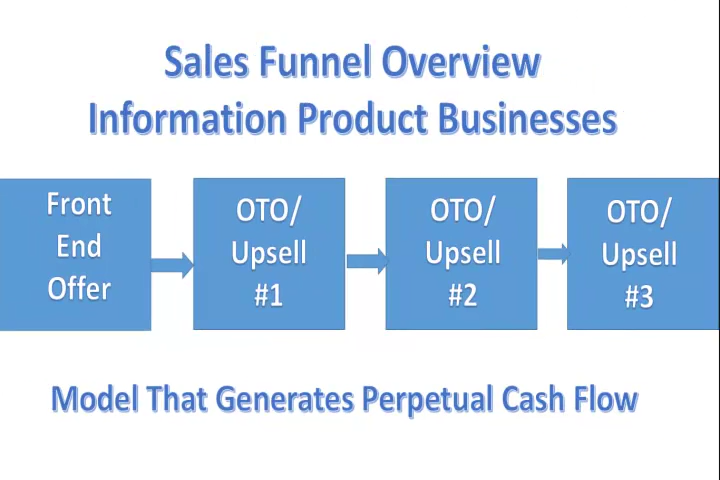 Sales Funnel Overview
Information Product Businesses
Front
End
Offer
OTO/
Upsell
#1
OTO/
Upsell
#2
OTO/
Upsell
#3
Model That Generates Perpetual Cash Flow